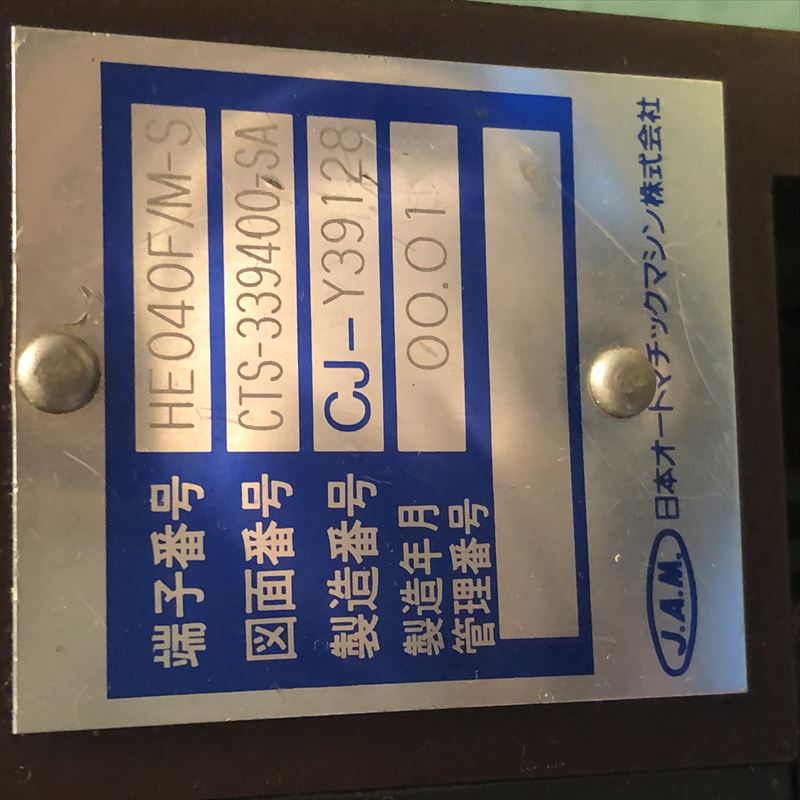 端子番号 HE040F/M-S
図面番号 CTS-339400-SA
製造番号 CJ-Y39128
製造年月 00.01
管理番号
J.A.M. 日本オートマチックマシン株式会社